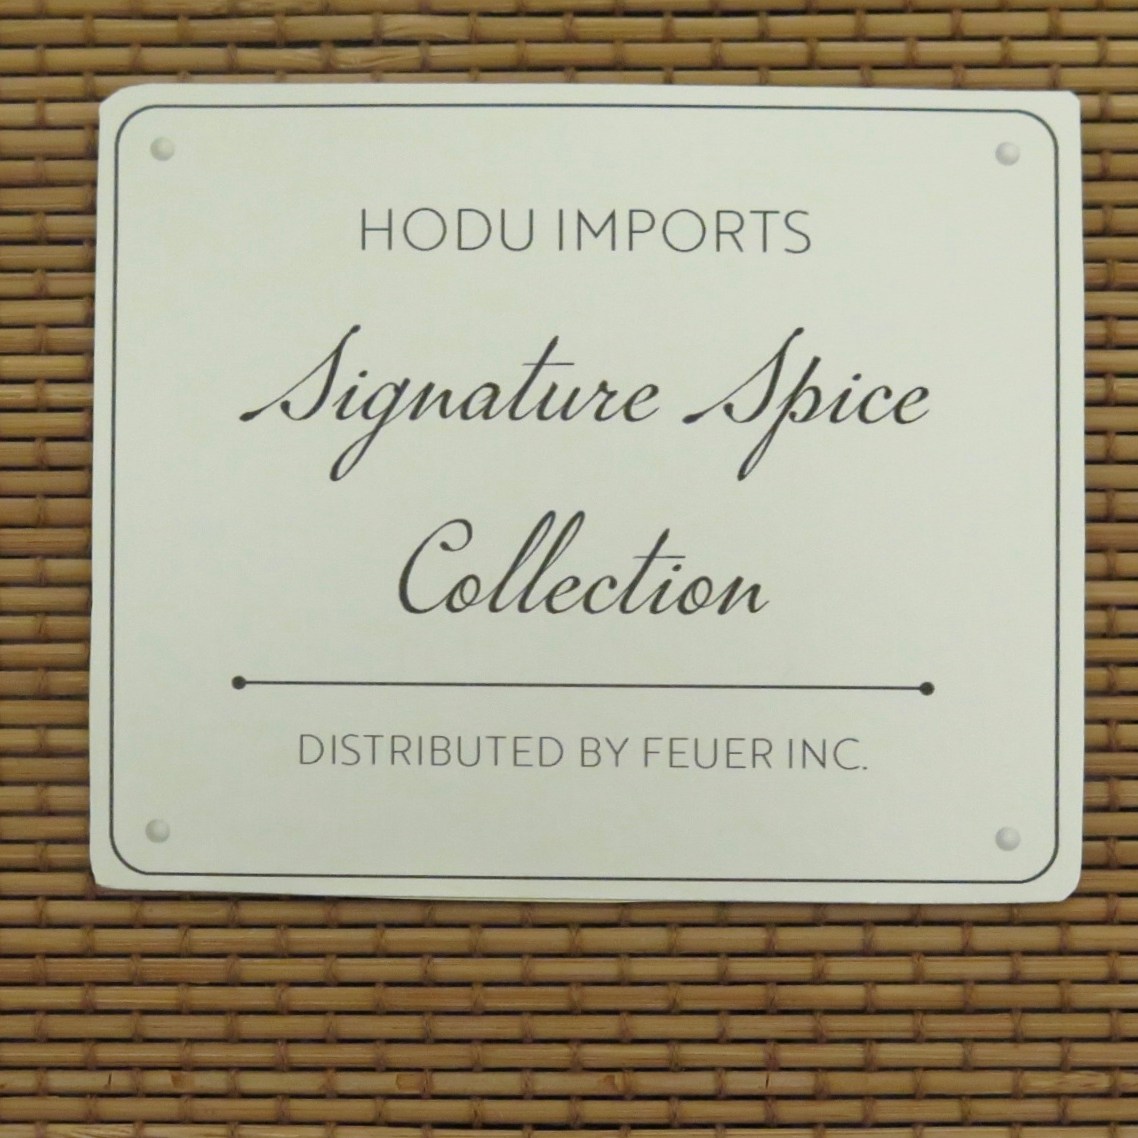 HODU IMPORTS
Signature Spice
Collection
DISTRIBUTED BY FEUER INC.